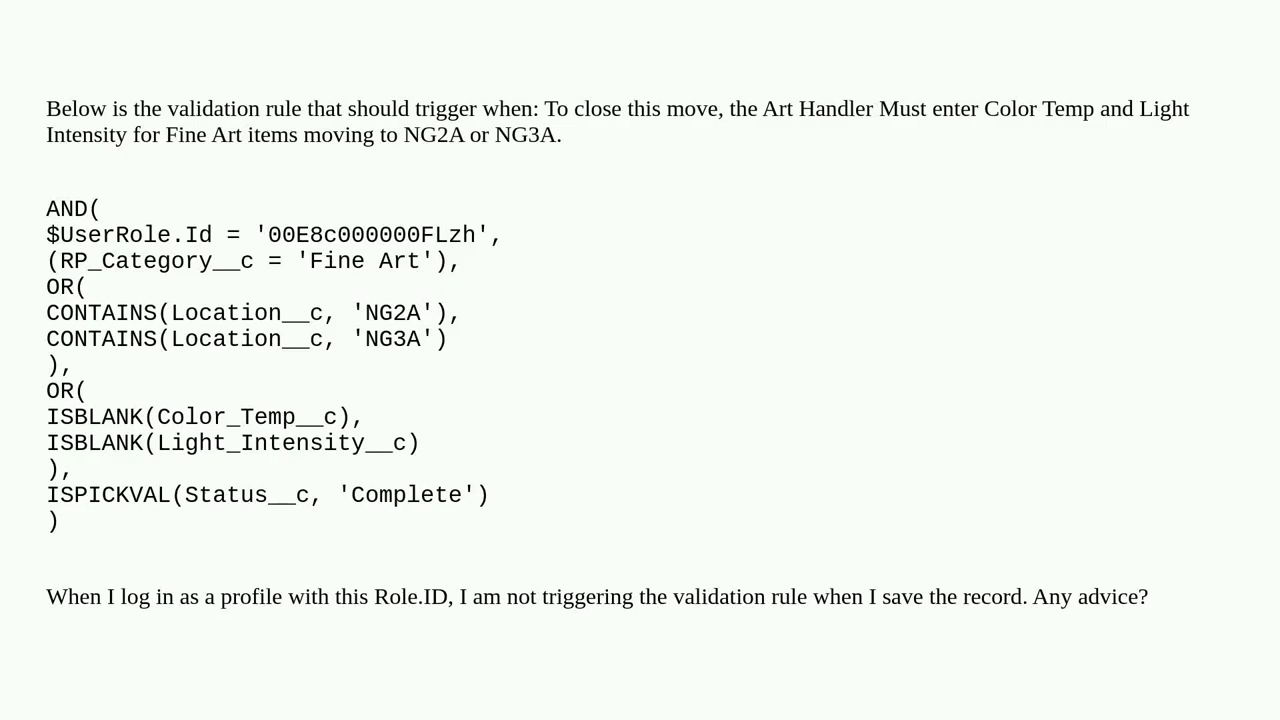 Below is the validation rule that should trigger when: To close this move, the Art Handler Must enter Color Temp and Light
Intensity for Fine Art items moving to NG2A or NG3A.
AND(
$UserRole.Id = '00E8c000000FLzh',
(RP_Category__c = 'Fine Art'),
OR(
CONTAINS(Location__c, 'NG2A'),
CONTAINS(Location__c, 'NG3A')
),
OR(
ISBLANK(Color_Temp__c),
ISBLANK(Light_Intensity__c)
),
ISPICKVAL(Status__c, 'Complete')
)
When I log in as a profile with this Role.ID, I am not triggering the validation rule when I save the record. Any advice?